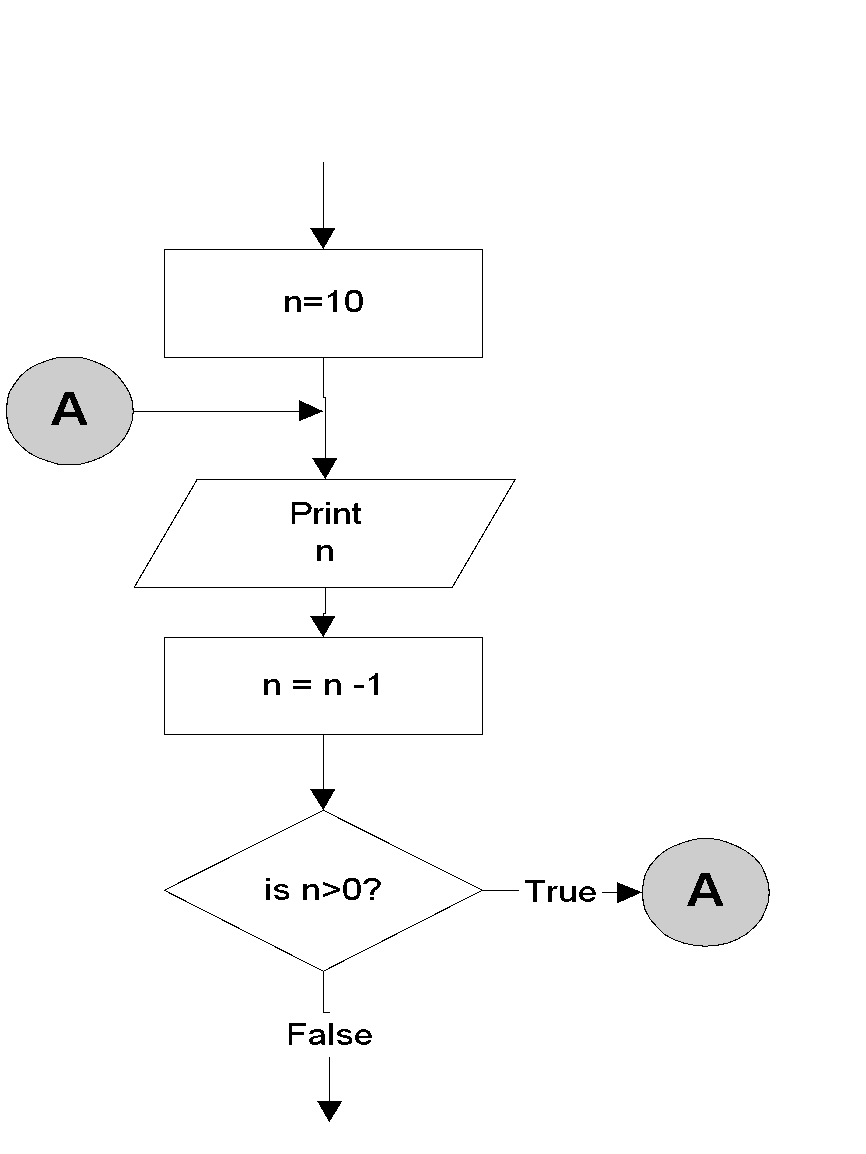 n=10
A
Print
n
n = n -1
is n>0?
True
A
False